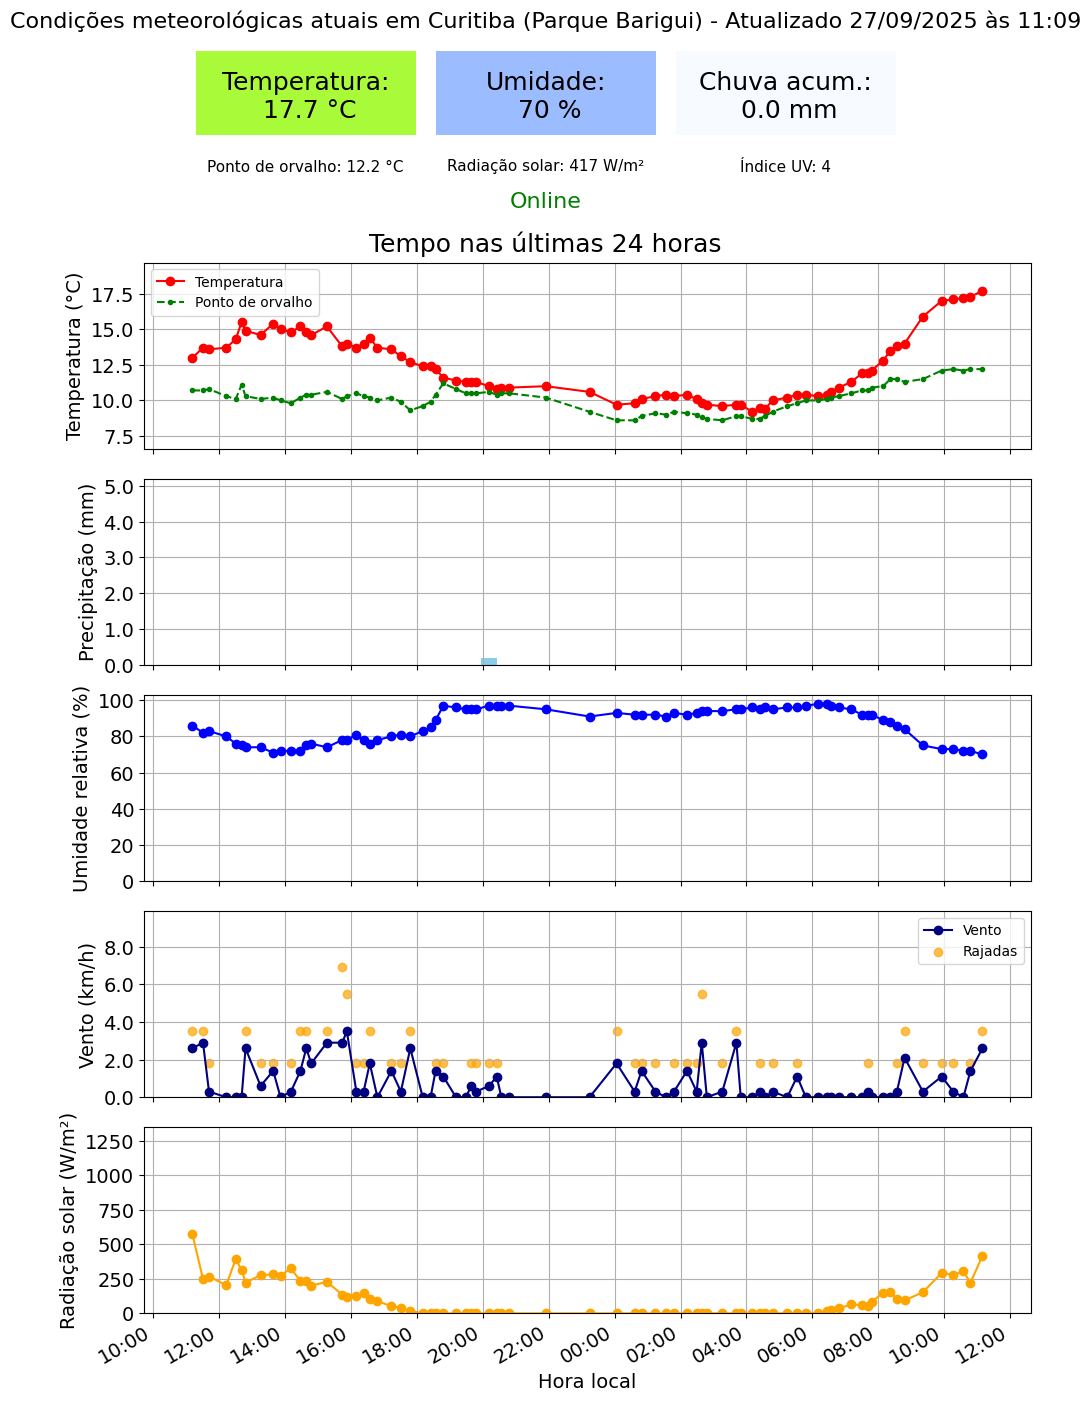 Condições meteorológicas atuais em Curitiba (Parque Barigui) - Atualizado 27/09/2025 às 11:09
Temperatura:
17.7 °C
Umidade:
70 %
Chuva acum.:
0.0 mm
Ponto de orvalho: 12.2 °C
Radiação solar: 417 W/m²
Índice UV: 4
Online
Tempo nas últimas 24 horas
Temperatura (°C)
17.5
15.0
12.5
10.0
7.5
Temperatura
Ponto de orvalho
Precipitação (mm)
5.0
4.0
3.0
2.0
1.0
0.0
Umidade relativa (%)
100
80
60
40
20
0
Vento (km/h)
8.0
6.0
4.0
2.0
0.0
Vento
Rajadas
Radiação solar (W/m²)
1250
1000
750
500
250
0
10:00
12:00
14:00
16:00
18:00
20:00
22:00
00:00
02:00
04:00
06:00
08:00
10:00
12:00
Hora local